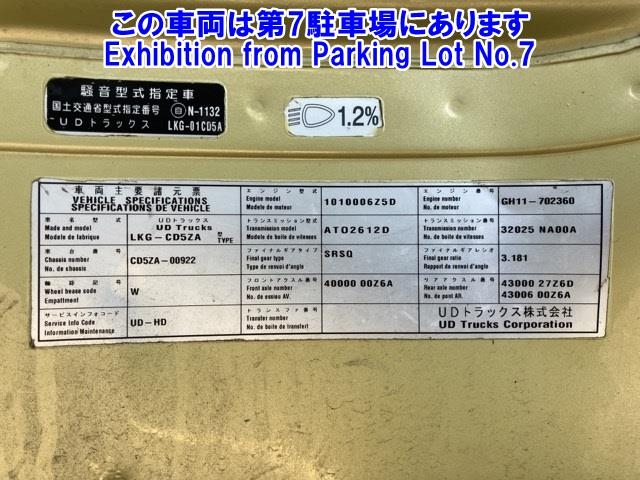 この車両は第7駐車場にあります
Exhibition from Parking Lot No.7
騒音型式指定車
国土交通省型式指定番号 自 N-1132
UDトラックス LKG-01CD5A
1.2%
車両主要諸元票
VEHICLE SPECIFICATIONS
SPECIFICATIONS DE VEHICLE
エンジン型式
Engine model
Modele de moteur
1010006Z5D
エンジン番号
Engine number
No. de moteur
GH11-702360
車名型式
Made and model
Modele de fabrique
UDトラックス
UD Trucks
LKG-CD5ZA 型 TYPE
トランスミッション型式
Transmission model
Modele de boite de vitesses
ATO2612D
トランスミッション番号
Transmission number
No. de boite de vitesses
32025 NA00A
車台番号
Chassis number
No. de chassis
CD5ZA-00922
ファイナルギアタイプ
Final gear type
Type de renvoi d'angle
SRSQ
ファイナルギアレシオ
Final gear ratio
Rapport de renvoi d'angle
3.181
軸距記号
Wheel bease code
Empattement
W
フロントアクスル番号
Front axle number
No. de essieu AV.
40000 00Z6A
リアアクスル番号
Rear axle number
No. de point AR.
43000 27Z6D
43006 00Z6A
サービスインフォコード
Service Info Code
Information Maintenance
UD-HD
トランスファ番号
Transfer number
No. de boite de transfert
UDトラックス株式会社
UD Trucks Corporation